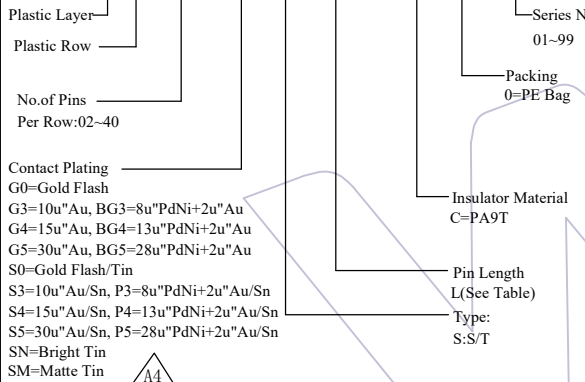 Plastic Layer
Plastic Row
No.of Pins
Per Row:02~40
Contact Plating
G0=Gold Flash
G3=10u"Au, BG3=8u"PdNi+2u"Au
G4=15u"Au, BG4=13u"PdNi+2u"Au
G5=30u"Au, BG5=28u"PdNi+2u"Au
S0=Gold Flash/Tin
S3=10u"Au/Sn, P3=8u"PdNi+2u"Au/Sn
S4=15u"Au/Sn, P4=13u"PdNi+2u"Au/Sn
S5=30u"Au/Sn, P5=28u"PdNi+2u"Au/Sn
SN=Bright Tin
SM=Matte Tin
A4
Series N
01~99
Packing
0=PE Bag
Insulator Material
C=PA9T
Pin Length
L(See Table)
Type:
S:S/T